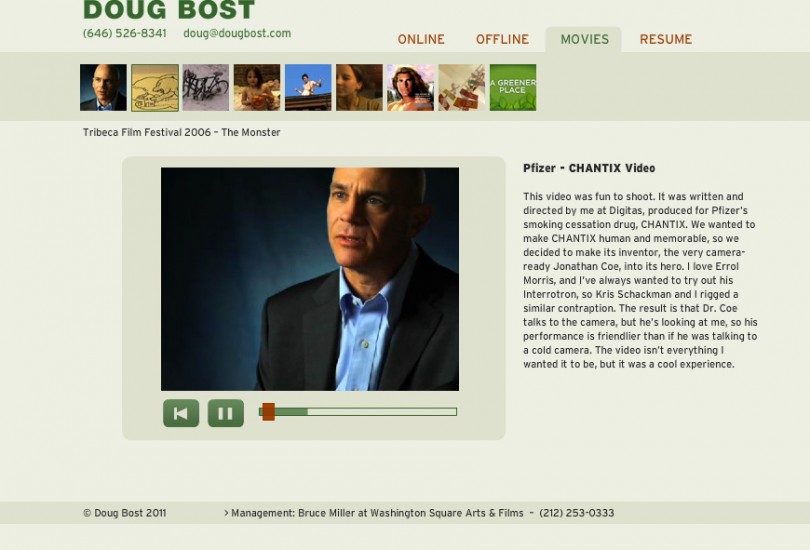 DOUG BOST
(646) 526-8341 doug@dougbost.com
ONLINE OFFLINE MOVIES RESUME
A GREENER
PLACE
Tribeca Film Festival 2006 – The Monster
Pfizer - CHANTIX Video
This video was fun to shoot. It was written and
directed by me at Digitas, produced for Pfizer's
smoking cessation drug, CHANTIX. We wanted to
make CHANTIX human and memorable, so we
decided to make its inventor, the very camera-
ready Jonathan Coe, into its hero. I love Errol
Morris, and I've always wanted to try out his
Interrotron, so Kris Schackman and I rigged a
similar contraption. The result is that Dr. Coe
talks to the camera, but he's looking at me, so his
performance is friendlier than if he was talking to
a cold camera. The video isn't everything I
wanted it to be, but it was a cool experience.
© Doug Bost 2011 > Management: Bruce Miller at Washington Square Arts & Films – (212) 253-0333